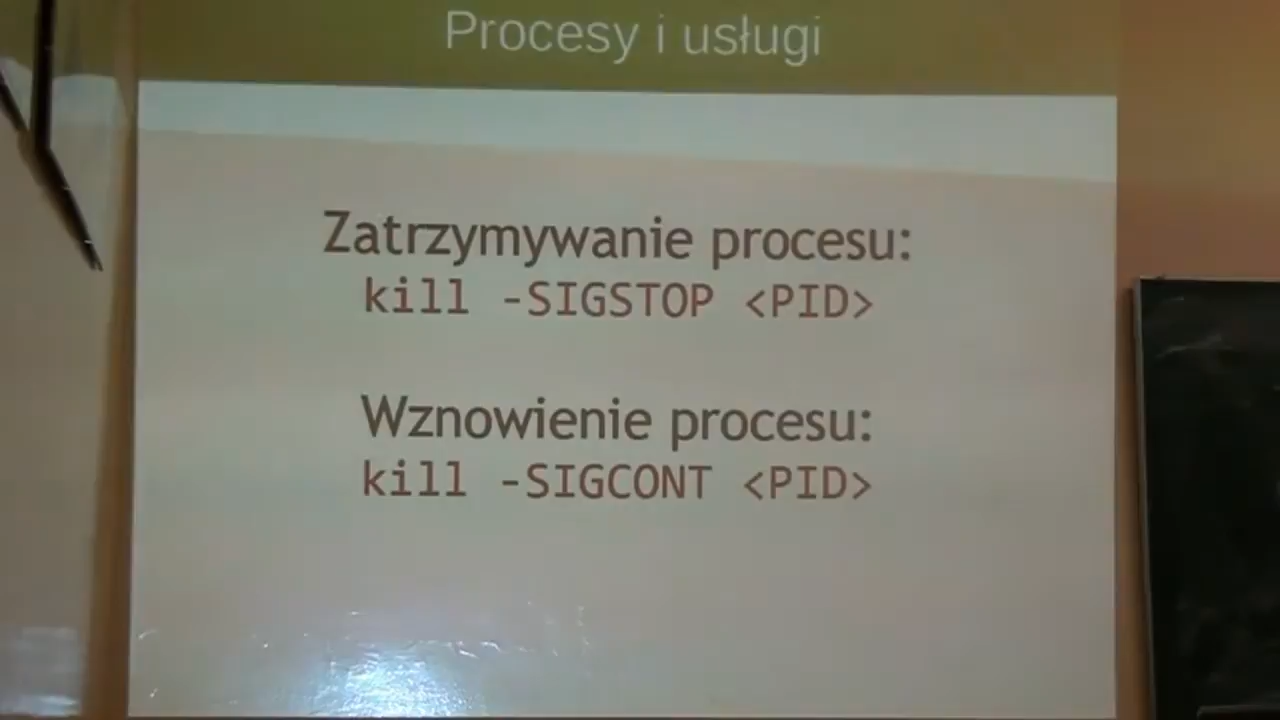 Procesy i usługi
Zatrzymywanie procesu:
kill -SIGSTOP <PID>
Wznowienie procesu:
kill -SIGCONT <PID>